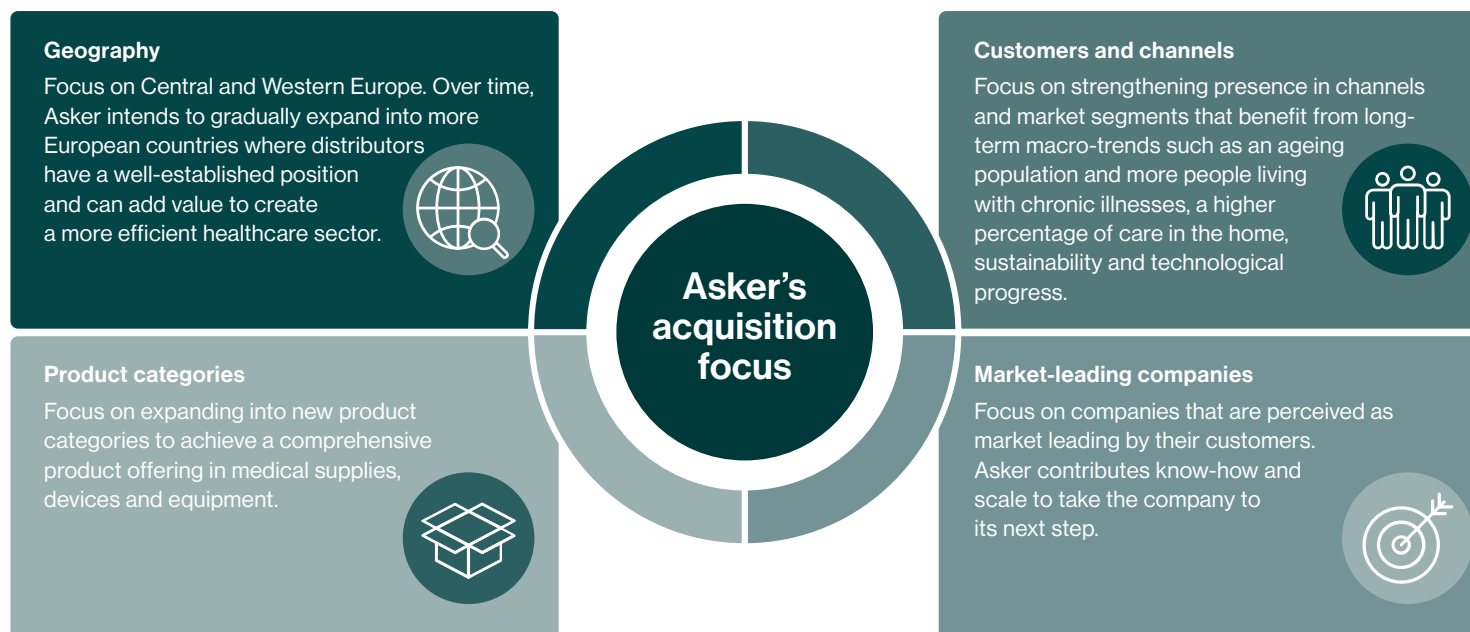 Geography
Focus on Central and Western Europe. Over time,
Asker intends to gradually expand into more
European countries where distributors
have a well-established position
and can add value to create
a more efficient healthcare sector.
Customers and channels
Focus on strengthening presence in channels
and market segments that benefit from long-
term macro-trends such as an ageing
population and more people living
with chronic illnesses, a higher
percentage of care in the home,
sustainability and technological
progress.
Asker’s
acquisition
focus
Product categories
Focus on expanding into new product
categories to achieve a comprehensive
product offering in medical supplies,
devices and equipment.
Market-leading companies
Focus on companies that are perceived as
market leading by their customers.
Asker contributes know-how and
scale to take the company to
its next step.